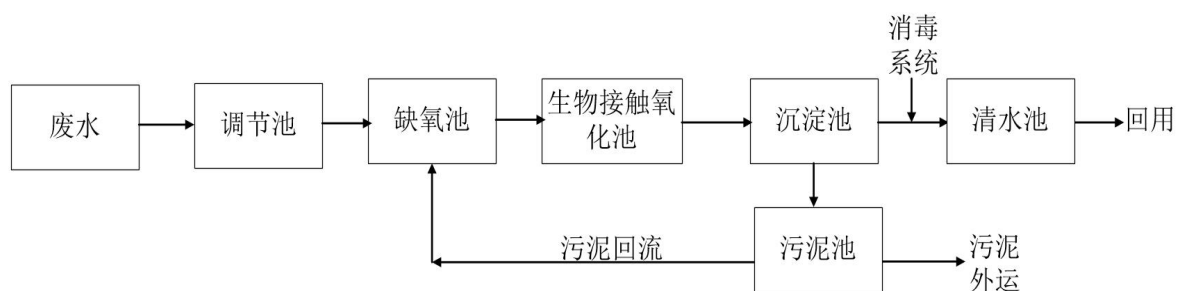 消毒
系统
废水
调节池
缺氧池
生物接触氧
化池
沉淀池
清水池
回用
污泥回流
污泥池
污泥
外运